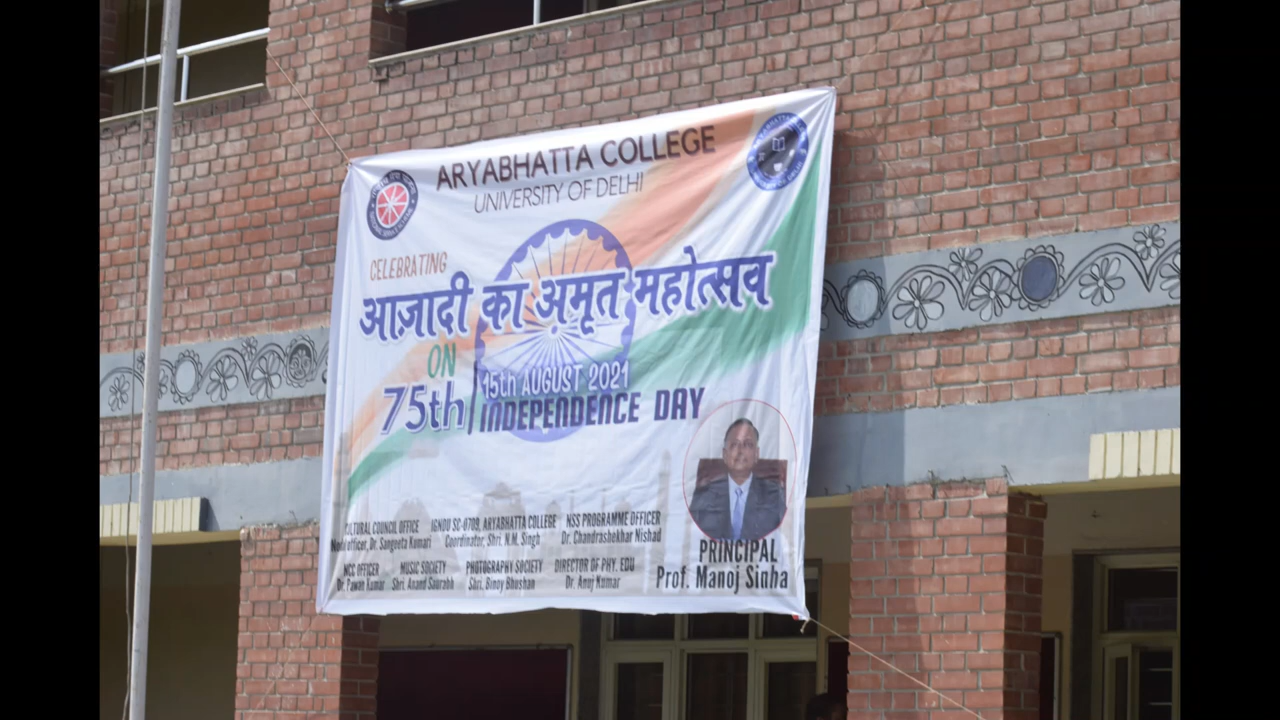 ARYABHATTA COLLEGE
UNIVERSITY OF DELHI
CELEBRATING
आज़ादी का अमृत महोत्सव
ON
75th
15th AUGUST 2021
INDEPENDENCE DAY
CULTURAL COUNCIL OFFICE IGNOU SC-0709, ARYABHATTA COLLEGE NSS PROGRAMME OFFICER
officer, Dr. Sangeeta Kumari Coordinator, Shri. N.M. Singh Dr. Chandrashekhar Nishad
NCC OFFICER MUSIC SOCIETY PHOTOGRAPHY SOCIETY DIRECTOR OF PHY. EDU
Dr. Pawan Kumar Shri. Anand Saurabh Shri. Binoy Bhushan Dr. Anuj Kumar
PRINCIPAL
Prof. Manoj Sinha